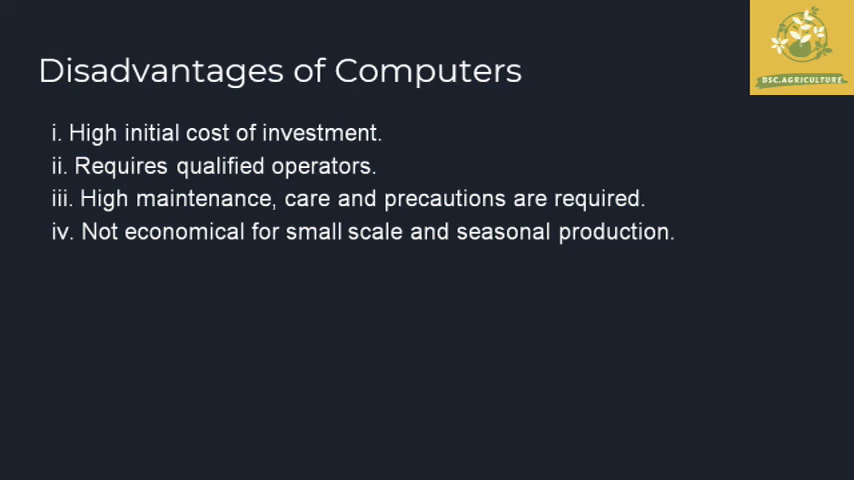 Disadvantages of Computers
DSC.AGRICULTURE
i. High initial cost of investment.
ii. Requires qualified operators.
iii. High maintenance, care and precautions are required.
iv. Not economical for small scale and seasonal production.